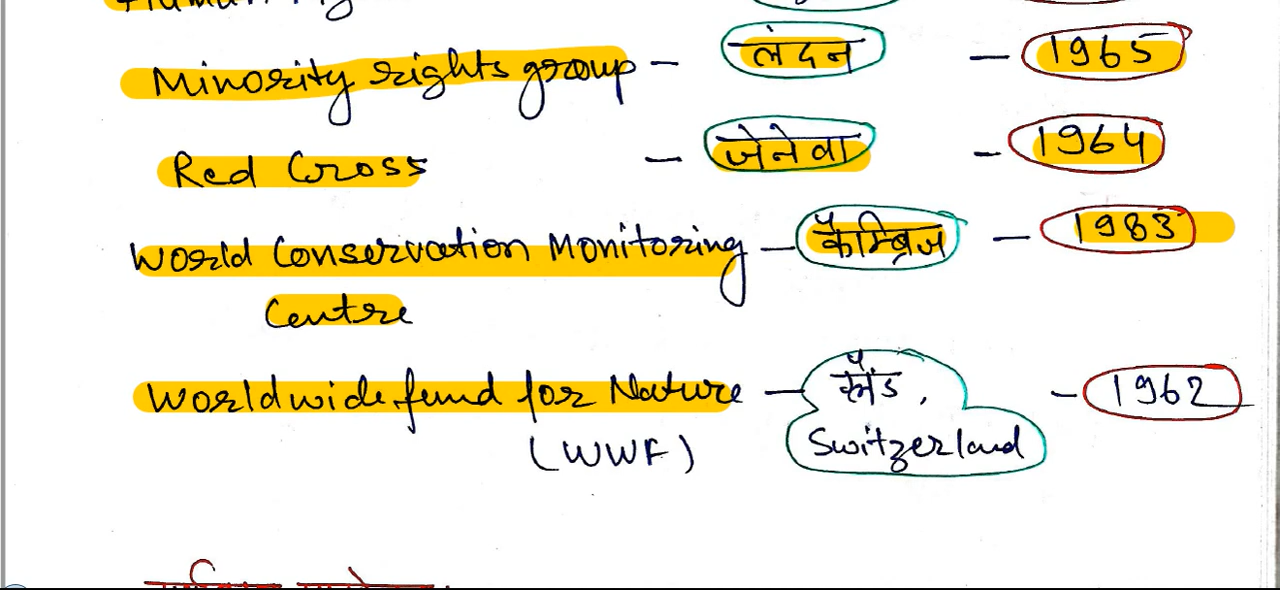 Minority rights group - लंदन - 1965
Red Cross - जेनेवा - 1964
World Conservation Monitoring - कैम्ब्रिज - 1983
Centre
Worldwide fund for Nature - , - 1962
(WWF) Switzerland